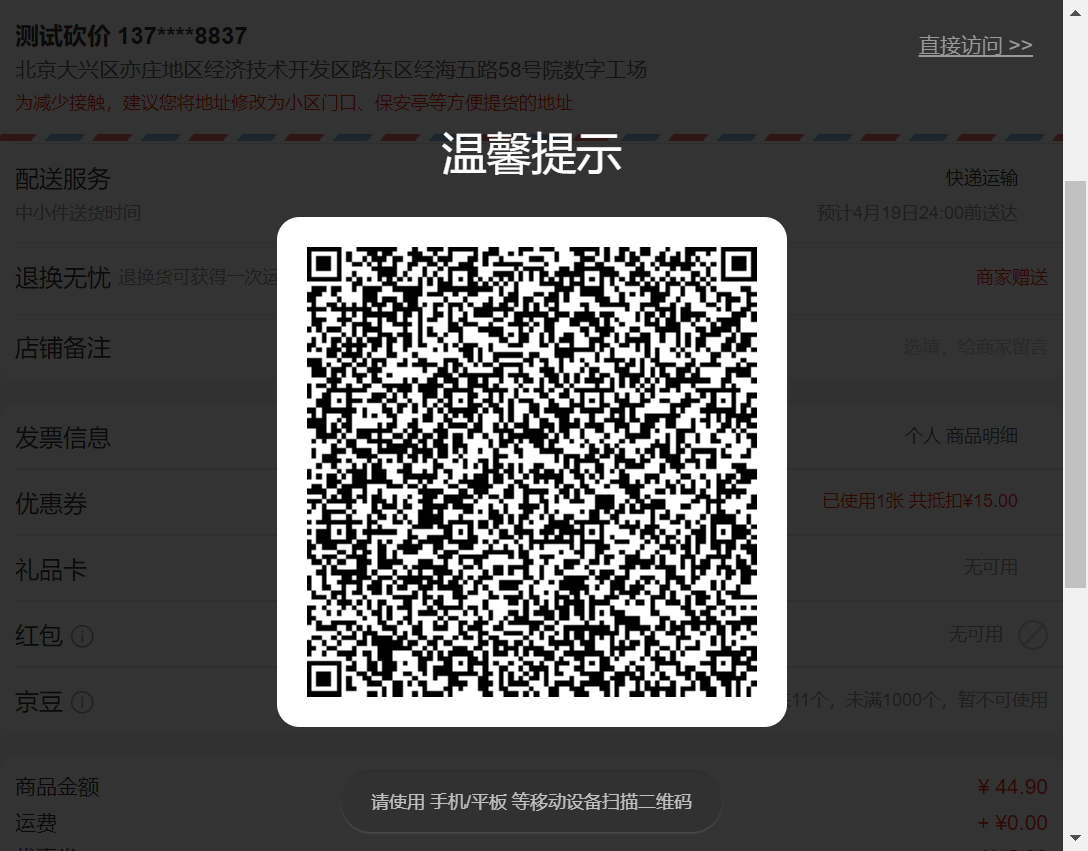 测试砍价 137****8837
直接访问 >>
北京大兴区亦庄地区经济技术开发区路东区经海五路58号院数字工场
为减少接触，建议您将地址修改为小区门口、保安亭等方便提货的地址
温馨提示
配送服务
快递运输
中小件送货时间
预计4月19日24:00前送达
退换无忧 退换货可获得一次运
商家赠送
店铺备注
选填，给商家留言
发票信息
个人 商品明细
优惠券
已使用1张 共抵扣¥15.00
礼品卡
无可用
红包
无可用
京豆
11个，未满1000个，暂不可使用
商品金额
¥ 44.90
请使用 手机/平板 等移动设备扫描二维码
运费
+ ¥0.00